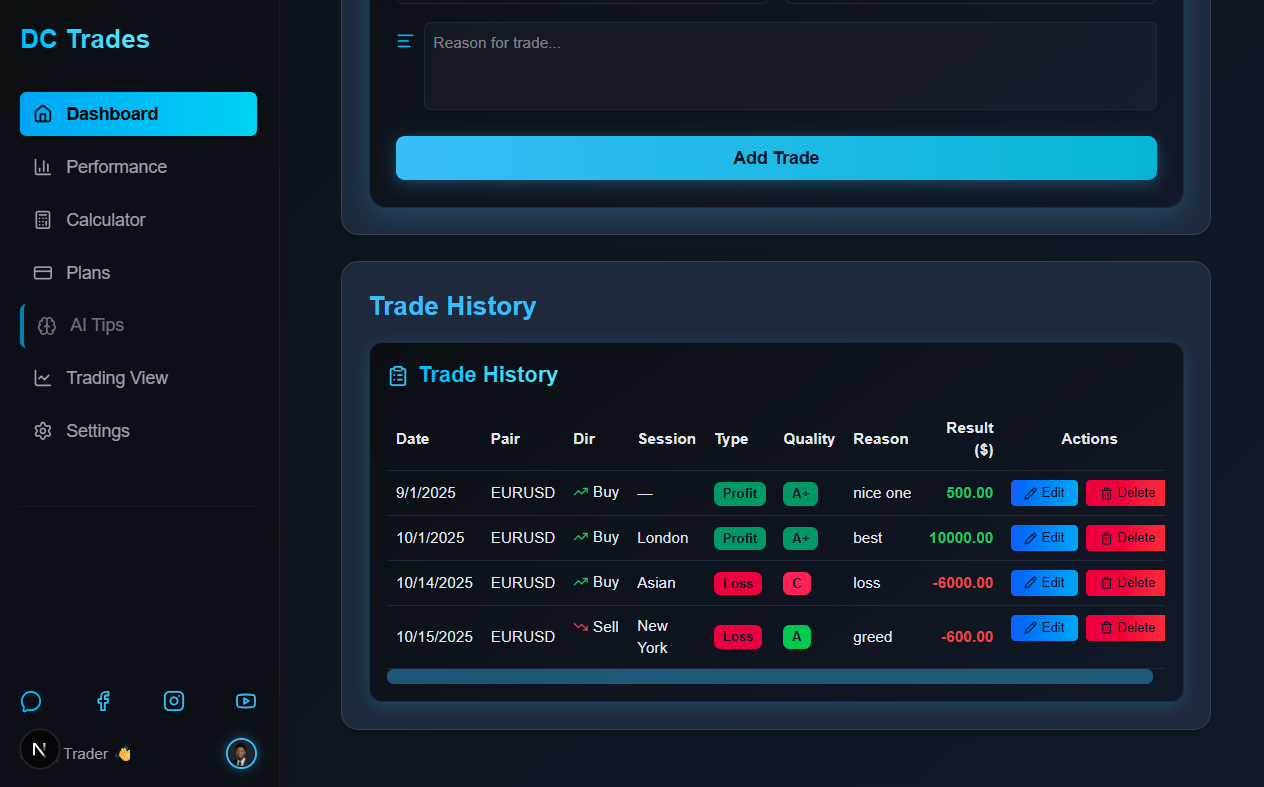 DC Trades
Dashboard
Performance
Calculator
Plans
AI Tips
Trading View
Settings
N
Trader 👋
Reason for trade...
Add Trade
Trade History
Trade History
Date Pair Dir Session Type Quality Reason Result ($) Actions
9/1/2025 EURUSD Buy — Profit A+ nice one 500.00 Edit Delete
10/1/2025 EURUSD Buy London Profit A+ best 10000.00 Edit Delete
10/14/2025 EURUSD Buy Asian Loss C loss -6000.00 Edit Delete
10/15/2025 EURUSD Sell New York Loss A greed -600.00 Edit Delete